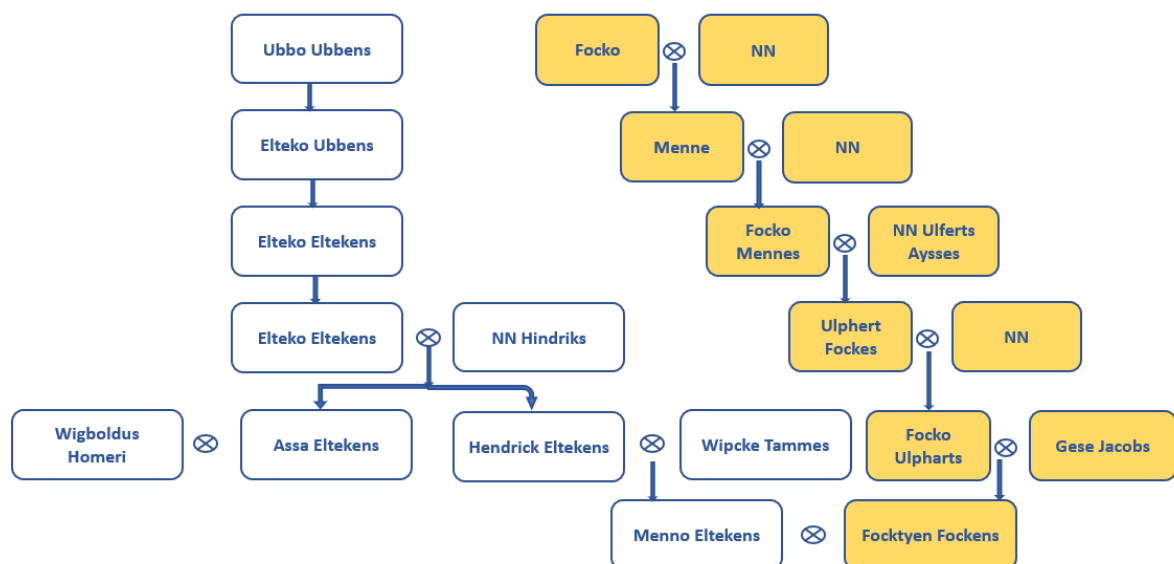 Ubbo Ubbens
Focko
NN
Elteko Ubbens
Menne
NN
Elteko Eltekens
Focko
Mennes
NN Ulferts
Aysses
Elteko Eltekens
NN Hindriks
Ulphert
Fockes
NN
Wigboldus
Homeri
Assa Eltekens
Hendrick Eltekens
Wipcke Tammes
Focko
Ulpharts
Gese Jacobs
Menno Eltekens
Focktyen Fockens